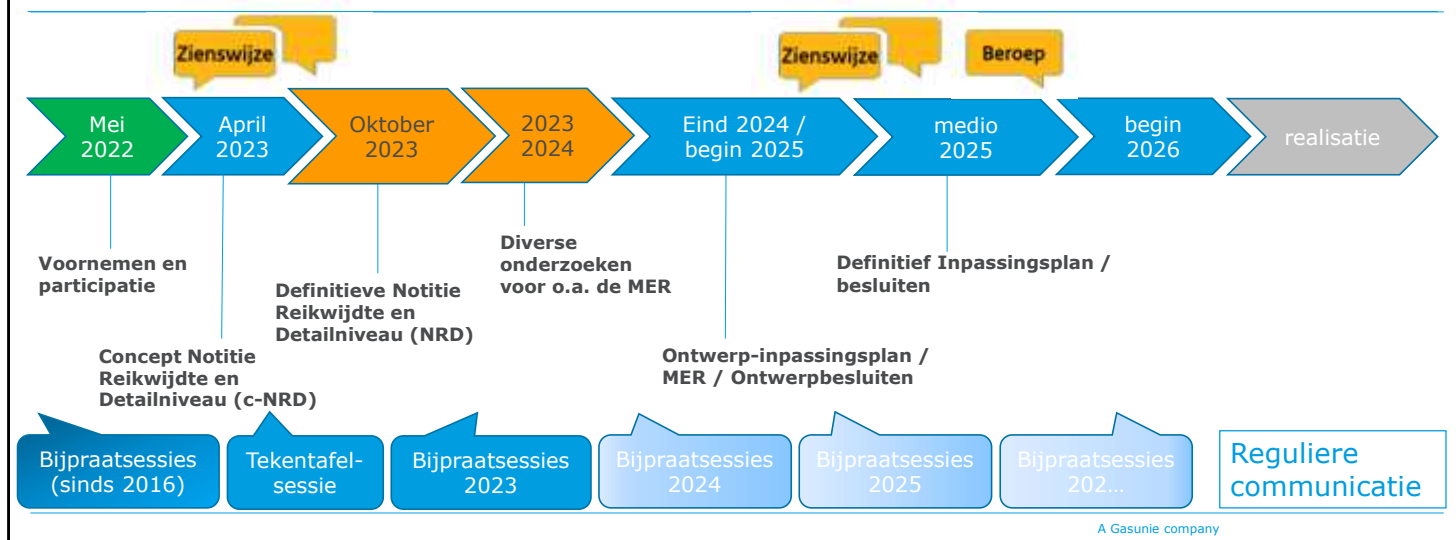 Zienswijze
Zienswijze
Beroep
Mei
2022
April
2023
Oktober
2023
2023
2024
Eind 2024 /
begin 2025
medio
2025
begin
2026
realisatie
Voornemen en
participatie
Concept Notitie
Reikwijdte en
Detailniveau (c-NRD)
Definitieve Notitie
Reikwijdte en
Detailniveau (NRD)
Diverse
onderzoeken
voor o.a. de MER
Ontwerp-inpassingsplan /
MER / Ontwerpbesluiten
Definitief Inpassingsplan /
besluiten
Bijpraatsessies
(sinds 2016)
Tekentafel-
sessie
Bijpraatsessies
2023
Bijpraatsessies
2024
Bijpraatsessies
2025
Bijpraatsessies
202...
Reguliere
communicatie
A Gasunie company